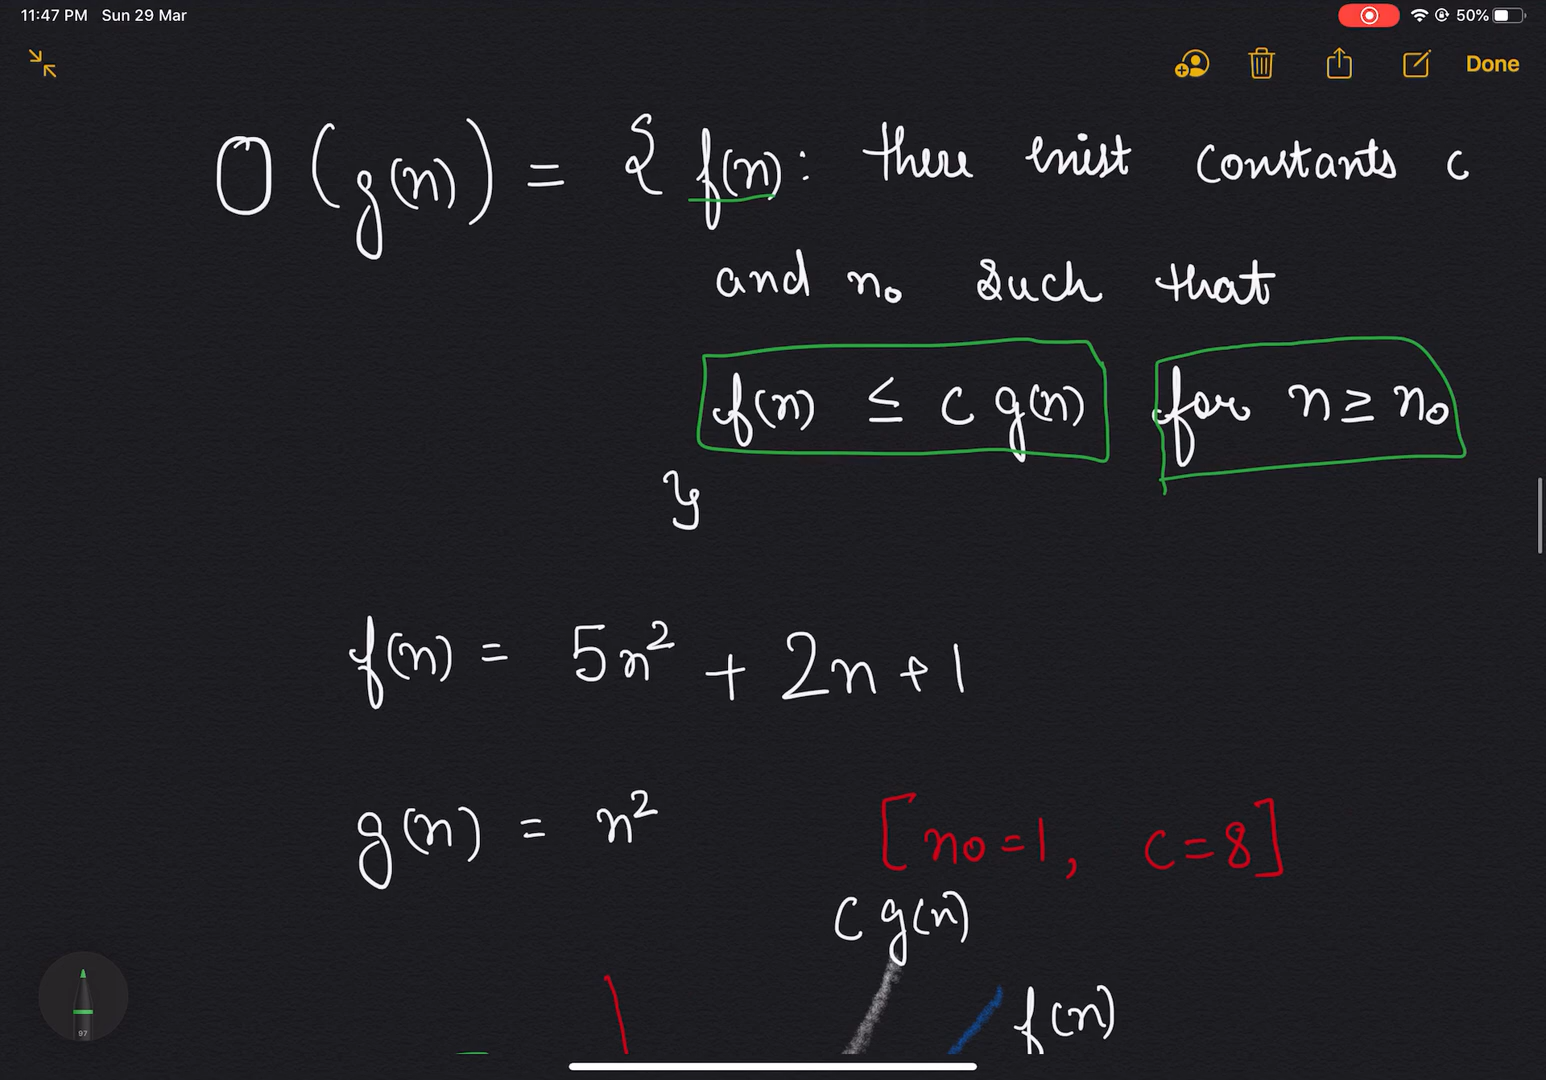 11:47 PM Sun 29 Mar 50%
Done
O(g(n)) = { f(n): there exist constants c
and n₀ such that
f(n) ≤ c g(n) for n ≥ n₀
}
f(n) = 5n² + 2n + 1
g(n) = n²
[n₀ = 1, c = 8]
c g(n)
f(n)
97